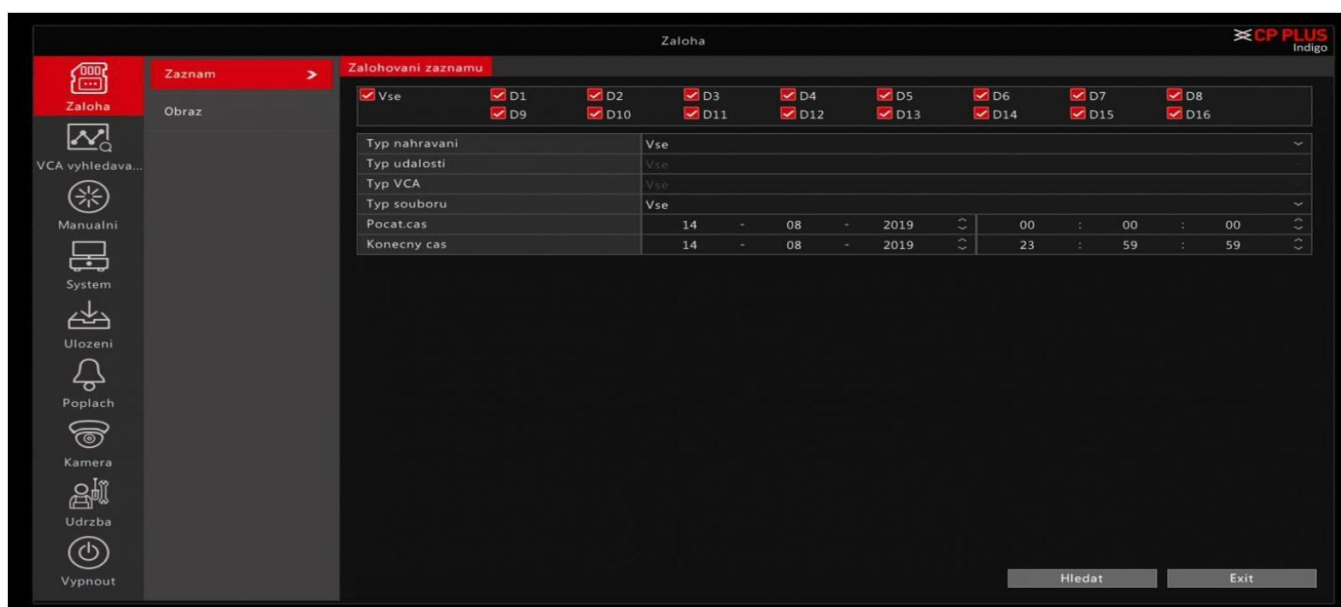 Zaloha
CP PLUS
Indigo
Zaloha
VCA vyhledava...
Manualni
System
Ulozeni
Poplach
Kamera
Udrzba
Vypnout
Zaznam >
Obraz
Zalohovani zaznamu
Vse D1 D2 D3 D4 D5 D6 D7 D8
D9 D10 D11 D12 D13 D14 D15 D16
Typ nahravani Vse
Typ udalosti Vse
Typ VCA Vse
Typ souboru Vse
Pocat.cas 14 - 08 - 2019 00 : 00 : 00
Konecny cas 14 - 08 - 2019 23 : 59 : 59
Hledat Exit